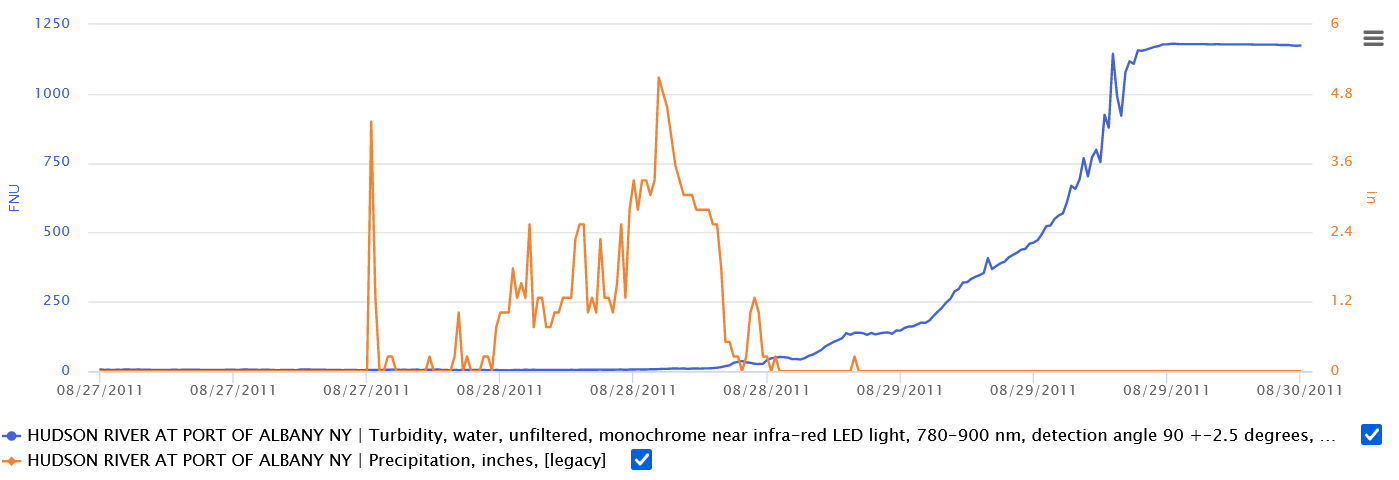 1250 6
1000 4.8
750 3.6
FNU in
500 2.4
250 1.2
0 0
08/27/2011 08/27/2011 08/27/2011 08/28/2011 08/28/2011 08/28/2011 08/29/2011 08/29/2011 08/29/2011 08/30/2011
HUDSON RIVER AT PORT OF ALBANY NY | Turbidity, water, unfiltered, monochrome near infra-red LED light, 780-900 nm, detection angle 90 +-2.5 degrees, ...
HUDSON RIVER AT PORT OF ALBANY NY | Precipitation, inches, [legacy]